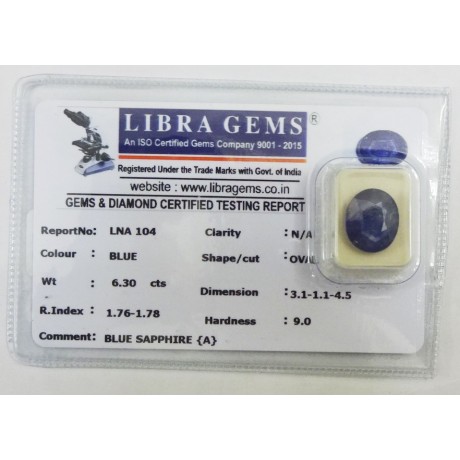 LIBRA GEMS ®
An ISO Certified Gems Company 9001 - 2015
Registered Under the Trade Marks with Govt. of India
website : www.libragems.co.in
GEMS & DIAMOND CERTIFIED TESTING REPORT
ReportNo: LNA 104 Clarity : N/A
Colour : BLUE Shape/cut : OVAL
Wt : 6.30 cts Dimension : 3.1-1.1-4.5
R.Index : 1.76-1.78 Hardness : 9.0
Comment: BLUE SAPPHIRE {A}